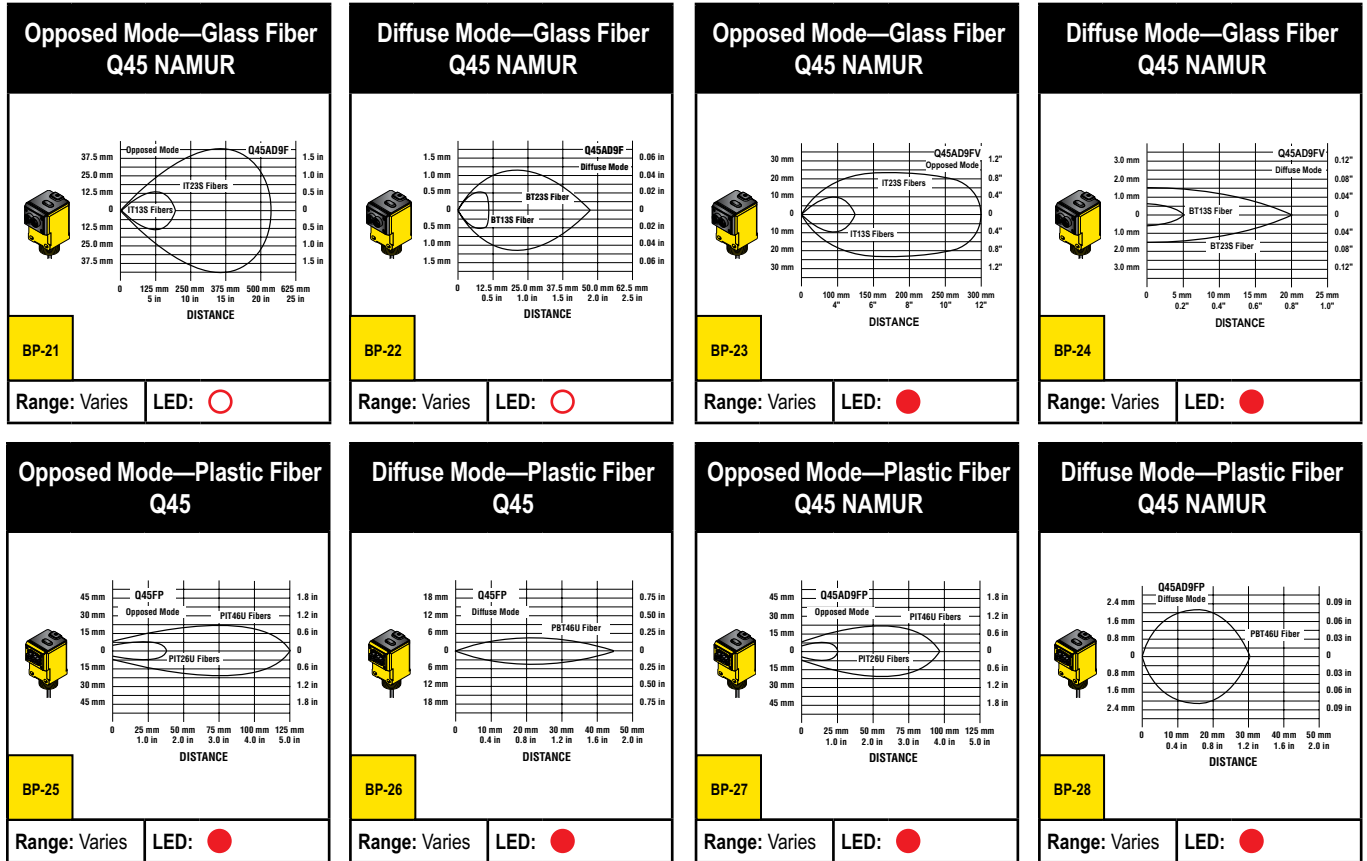 Opposed Mode—Glass Fiber
Q45 NAMUR
37.5 mm
25.0 mm
12.5 mm
0
12.5 mm
25.0 mm
37.5 mm
Opposed Mode
Q45AD9F
IT23S Fibers
IT13S Fibers
1.5 in
1.0 in
0.5 in
0
0.5 in
1.0 in
1.5 in
0 125 mm 250 mm 375 mm 500 mm 625 mm
5 in 10 in 15 in 20 in 25 in
DISTANCE
BP-21
Range: Varies
LED:
Diffuse Mode—Glass Fiber
Q45 NAMUR
1.5 mm
1.0 mm
0.5 mm
0
0.5 mm
1.0 mm
1.5 mm
Q45AD9F
Diffuse Mode
BT23S Fiber
BT13S Fiber
0.06 in
0.04 in
0.02 in
0
0.02 in
0.04 in
0.06 in
0 12.5 mm 25.0 mm 37.5 mm 50.0 mm 62.5 mm
0.5 in 1.0 in 1.5 in 2.0 in 2.5 in
DISTANCE
BP-22
Range: Varies
LED:
Opposed Mode—Glass Fiber
Q45 NAMUR
30 mm
20 mm
10 mm
0
10 mm
20 mm
30 mm
Q45AD9FV
Opposed Mode
IT23S Fibers
IT13S Fibers
1.2"
0.8"
0.4"
0
0.4"
0.8"
1.2"
0 100 mm 150 mm 200 mm 250 mm 300 mm
4" 6" 8" 10" 12"
DISTANCE
BP-23
Range: Varies
LED:
Diffuse Mode—Glass Fiber
Q45 NAMUR
3.0 mm
2.0 mm
1.0 mm
0
1.0 mm
2.0 mm
3.0 mm
Q45AD9FV
Diffuse Mode
BT13S Fiber
BT23S Fiber
0.12"
0.08"
0.04"
0
0.04"
0.08"
0.12"
0 5 mm 10 mm 15 mm 20 mm 25 mm
0.2" 0.4" 0.6" 0.8" 1.0"
DISTANCE
BP-24
Range: Varies
LED:
Opposed Mode—Plastic Fiber
Q45
45 mm
30 mm
15 mm
0
15 mm
30 mm
45 mm
Q45FP
Opposed Mode
PIT46U Fibers
PIT26U Fibers
1.8 in
1.2 in
0.6 in
0
0.6 in
1.2 in
1.8 in
0 25 mm 50 mm 75 mm 100 mm 125 mm
1.0 in 2.0 in 3.0 in 4.0 in 5.0 in
DISTANCE
BP-25
Range: Varies
LED:
Diffuse Mode—Plastic Fiber
Q45
18 mm
12 mm
6 mm
0
6 mm
12 mm
18 mm
Q45FP
Diffuse Mode
PBT46U Fiber
0.75 in
0.50 in
0.25 in
0
0.25 in
0.50 in
0.75 in
0 10 mm 20 mm 30 mm 40 mm 50 mm
0.4 in 0.8 in 1.2 in 1.6 in 2.0 in
DISTANCE
BP-26
Range: Varies
LED:
Opposed Mode—Plastic Fiber
Q45 NAMUR
45 mm
30 mm
15 mm
0
15 mm
30 mm
45 mm
Q45AD9FP
Opposed Mode
PIT46U Fibers
PIT26U Fibers
1.8 in
1.2 in
0.6 in
0
0.6 in
1.2 in
1.8 in
0 25 mm 50 mm 75 mm 100 mm 125 mm
1.0 in 2.0 in 3.0 in 4.0 in 5.0 in
DISTANCE
BP-27
Range: Varies
LED:
Diffuse Mode—Plastic Fiber
Q45 NAMUR
2.4 mm
1.6 mm
0.8 mm
0
0.8 mm
1.6 mm
2.4 mm
Q45AD9FP
Diffuse Mode
PBT46U Fiber
0.09 in
0.06 in
0.03 in
0
0.03 in
0.06 in
0.09 in
0 10 mm 20 mm 30 mm 40 mm 50 mm
0.4 in 0.8 in 1.2 in 1.6 in 2.0 in
DISTANCE
BP-28
Range: Varies
LED: